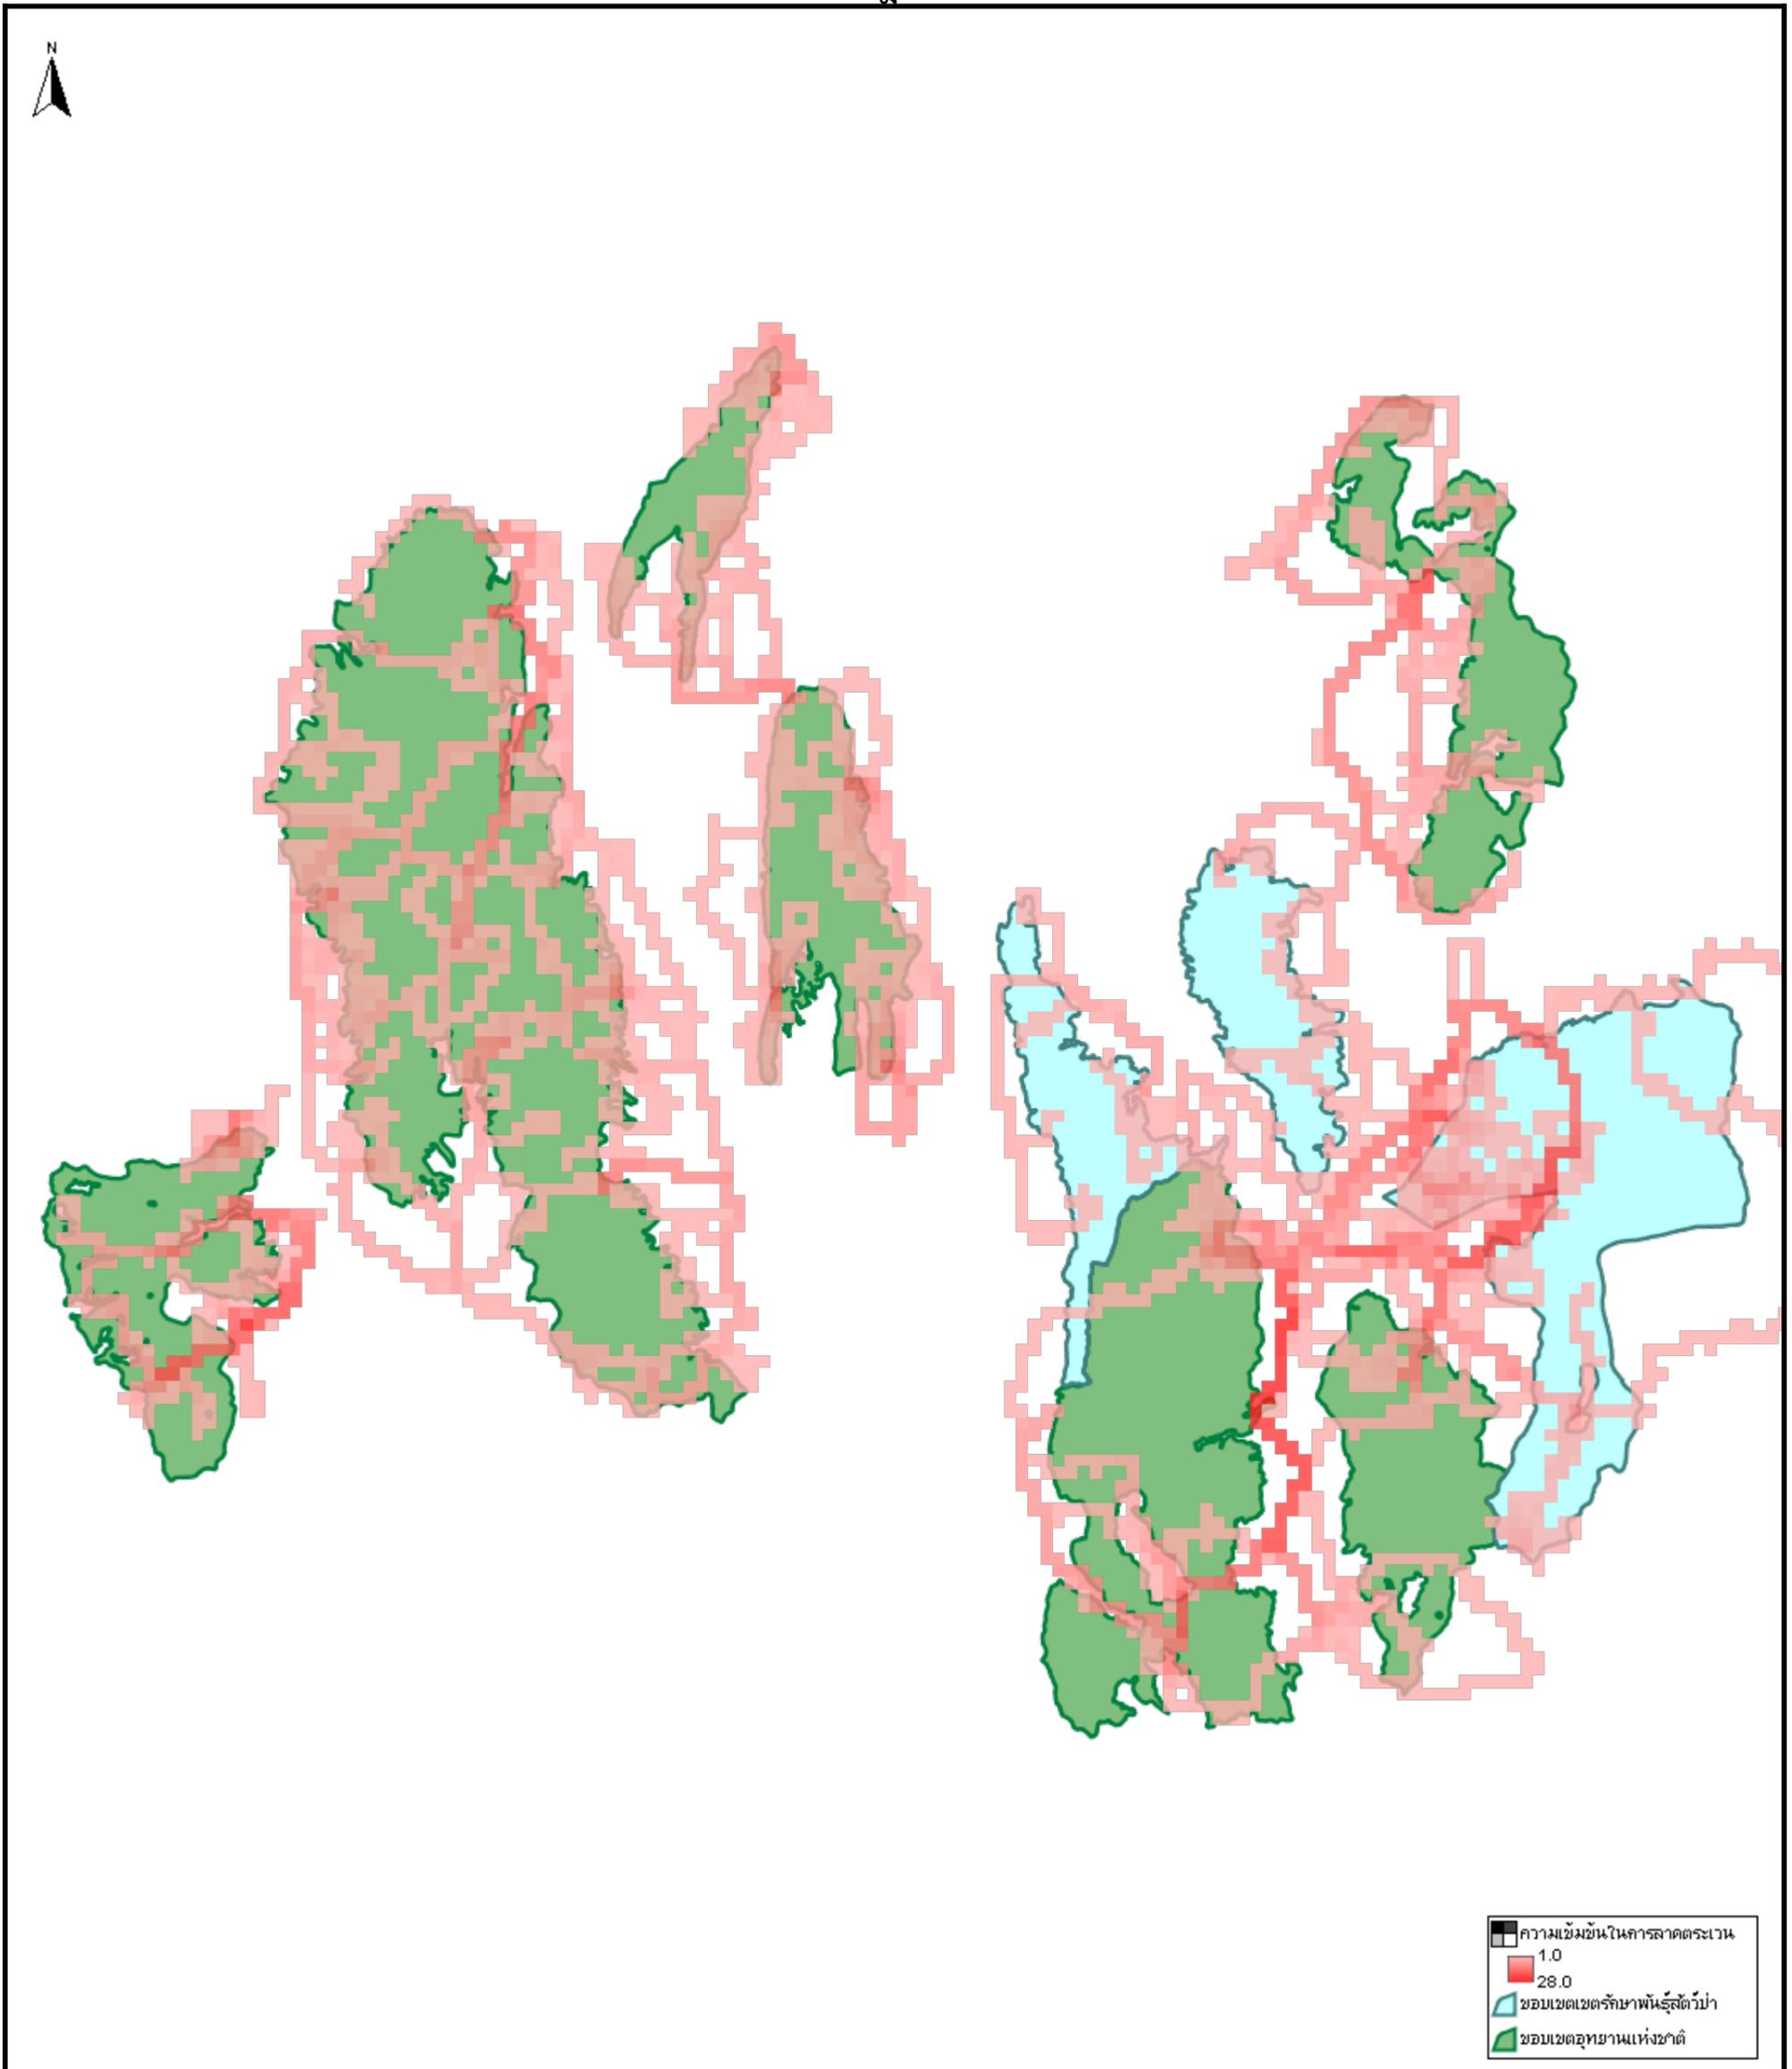 N
ความเข้มข้นในการลาดตระเวน
1.0
28.0
ขอบเขตเขตรักษาพันธุ์สัตว์ป่า
ขอบเขตอุทยานแห่งชาติ